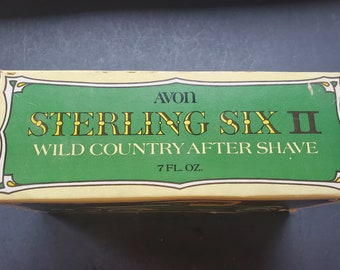 AVON
STERLING SIX II
WILD COUNTRY AFTER SHAVE
7 FL. OZ.